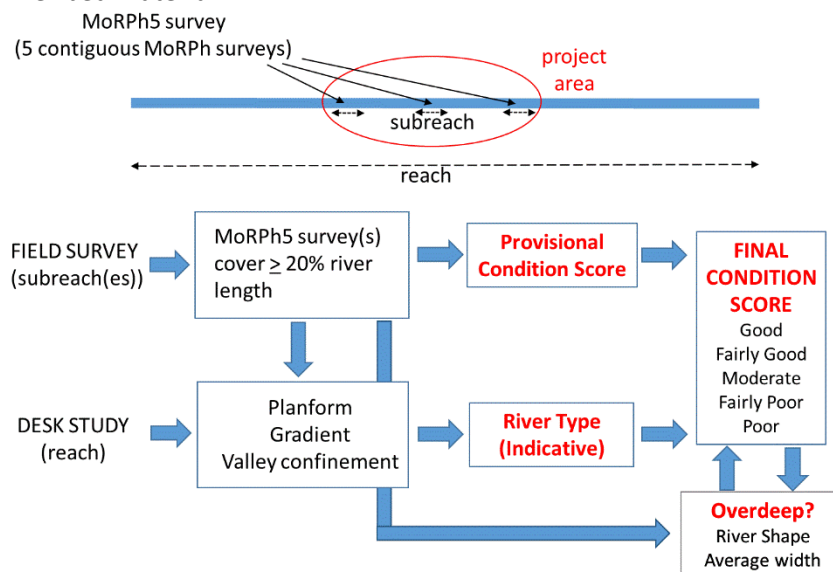 MoRPh5 survey
(5 contiguous MoRPh surveys)
project
area
subreach
reach
FIELD SURVEY
(subreach(es))
MoRPh5 survey(s)
cover ≥ 20% river
length
Provisional
Condition Score
FINAL
CONDITION
SCORE
Good
Fairly Good
Moderate
Fairly Poor
Poor
DESK STUDY
(reach)
Planform
Gradient
Valley confinement
River Type
(Indicative)
Overdeep?
River Shape
Average width